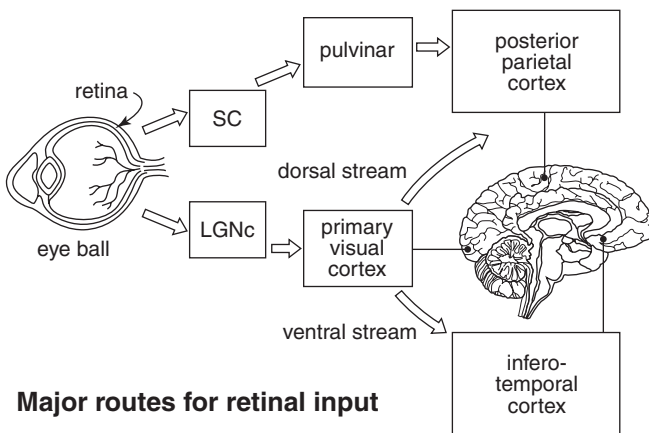 pulvinar
posterior
parietal
cortex
retina
SC
dorsal stream
LGNc
primary
visual
cortex
eye ball
ventral stream
infero-
temporal
cortex
Major routes for retinal input